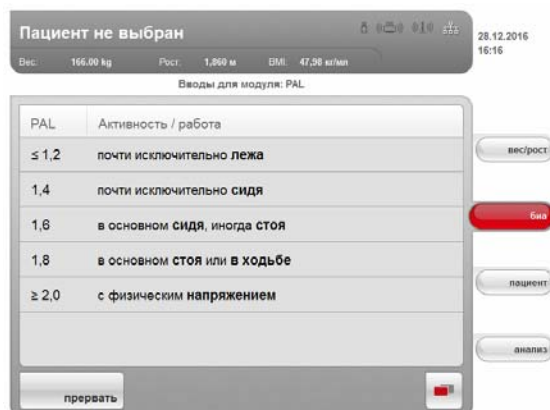 Пациент не выбран
28.12.2016
16:16
Вес: 166.00 kg Рост: 1,860 м BMI: 47,98 кг/мл
Вводы для модуля: PAL
PAL Активность / работа
≤ 1,2 почти исключительно лежа
1,4 почти исключительно сидя
1,6 в основном сидя, иногда стоя
1,8 в основном стоя или в ходьбе
≥ 2,0 с физическим напряжением
вес/рост
биа
пациент
анализ
прервать